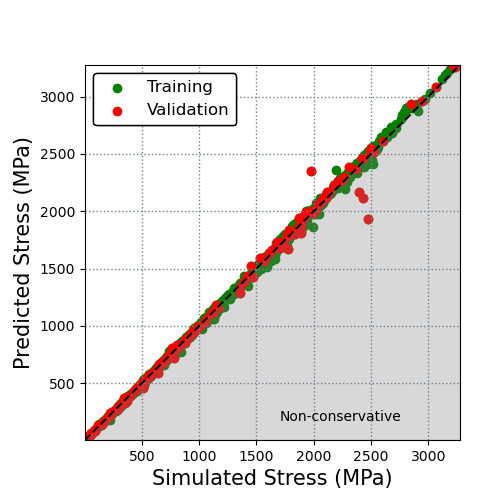 Training
Validation
3000
2500
2000
1500
1000
500
Predicted Stress (MPa)
Non-conservative
500 1000 1500 2000 2500 3000
Simulated Stress (MPa)